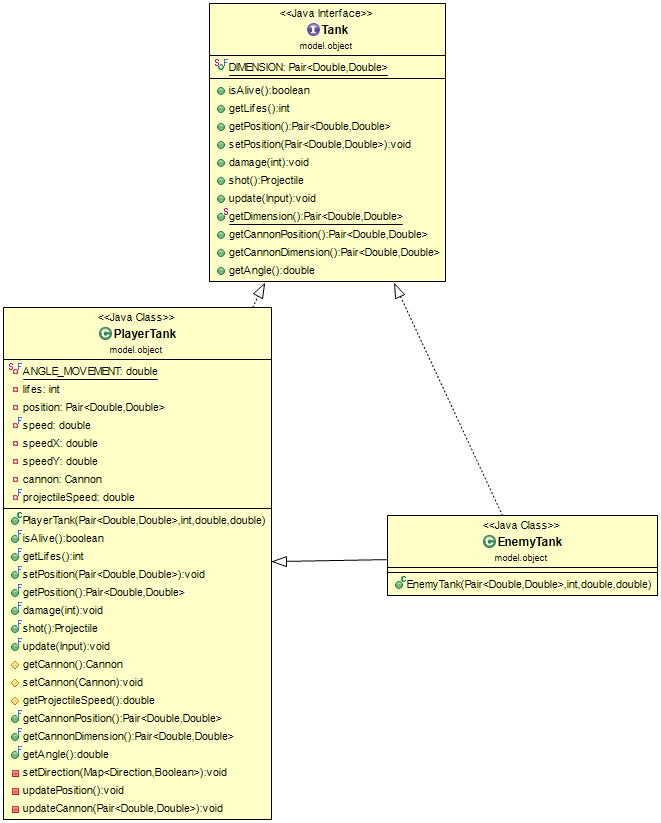 <<Java Interface>>
Tank
model.object
DIMENSION: Pair<Double,Double>
isAlive():boolean
getLifes():int
getPosition():Pair<Double,Double>
setPosition(Pair<Double,Double>):void
damage(int):void
shot():Projectile
update(Input):void
getDimension():Pair<Double,Double>
getCannonPosition():Pair<Double,Double>
getCannonDimension():Pair<Double,Double>
getAngle():double
<<Java Class>>
PlayerTank
model.object
ANGLE_MOVEMENT: double
lifes: int
position: Pair<Double,Double>
speed: double
speedX: double
speedY: double
cannon: Cannon
projectileSpeed: double
PlayerTank(Pair<Double,Double>,int,double,double)
isAlive():boolean
getLifes():int
setPosition(Pair<Double,Double>):void
getPosition():Pair<Double,Double>
damage(int):void
shot():Projectile
update(Input):void
getCannon():Cannon
setCannon(Cannon):void
getProjectileSpeed():double
getCannonPosition():Pair<Double,Double>
getCannonDimension():Pair<Double,Double>
getAngle():double
setDirection(Map<Direction,Boolean>):void
updatePosition():void
updateCannon(Pair<Double,Double>):void
<<Java Class>>
EnemyTank
model.object
EnemyTank(Pair<Double,Double>,int,double,double)